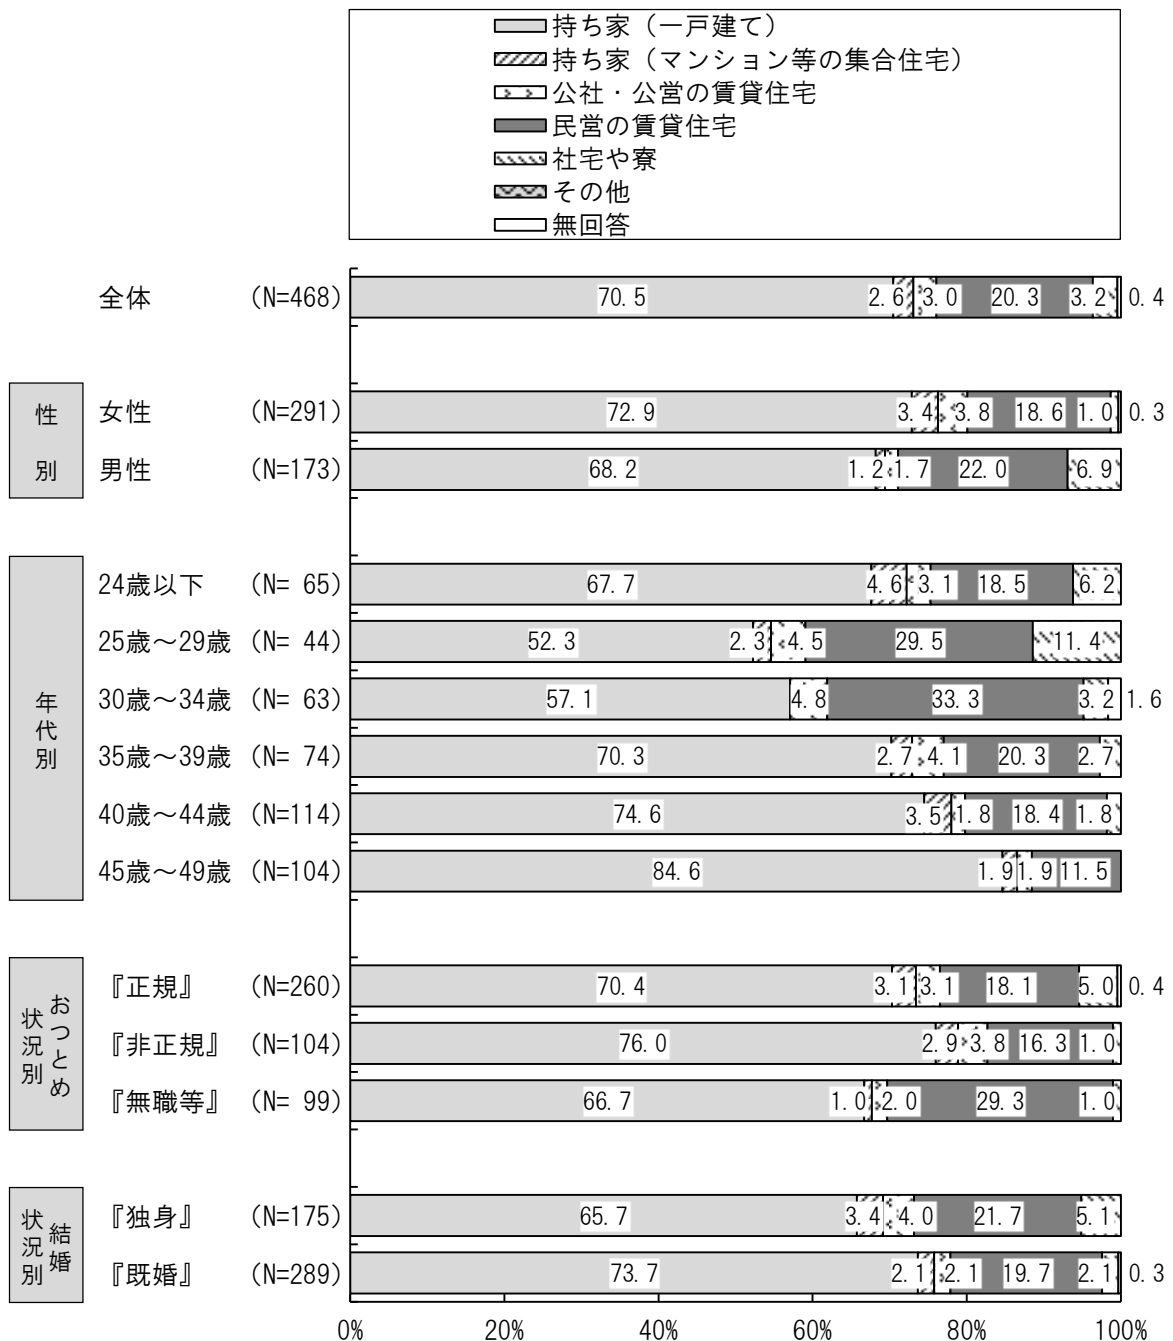 持ち家（一戸建て）
持ち家（マンション等の集合住宅）
公社・公営の賃貸住宅
民営の賃貸住宅
社宅や寮
その他
無回答
全体 (N=468) 70.5 2.6 3.0 20.3 3.2 0.4
性別
女性 (N=291) 72.9 3.4 3.8 18.6 1.0 0.3
男性 (N=173) 68.2 1.2 1.7 22.0 6.9
年代別
24歳以下 (N= 65) 67.7 4.6 3.1 18.5 6.2
25歳～29歳 (N= 44) 52.3 2.3 4.5 29.5 11.4
30歳～34歳 (N= 63) 57.1 4.8 33.3 3.2 1.6
35歳～39歳 (N= 74) 70.3 2.7 4.1 20.3 2.7
40歳～44歳 (N=114) 74.6 3.5 1.8 18.4 1.8
45歳～49歳 (N=104) 84.6 1.9 1.9 11.5
おつとめ状況別
『正規』 (N=260) 70.4 3.1 3.1 18.1 5.0 0.4
『非正規』 (N=104) 76.0 2.9 3.8 16.3 1.0
『無職等』 (N= 99) 66.7 1.0 2.0 29.3 1.0
結婚状況別
『独身』 (N=175) 65.7 3.4 4.0 21.7 5.1
『既婚』 (N=289) 73.7 2.1 2.1 19.7 2.1 0.3
0% 20% 40% 60% 80% 100%